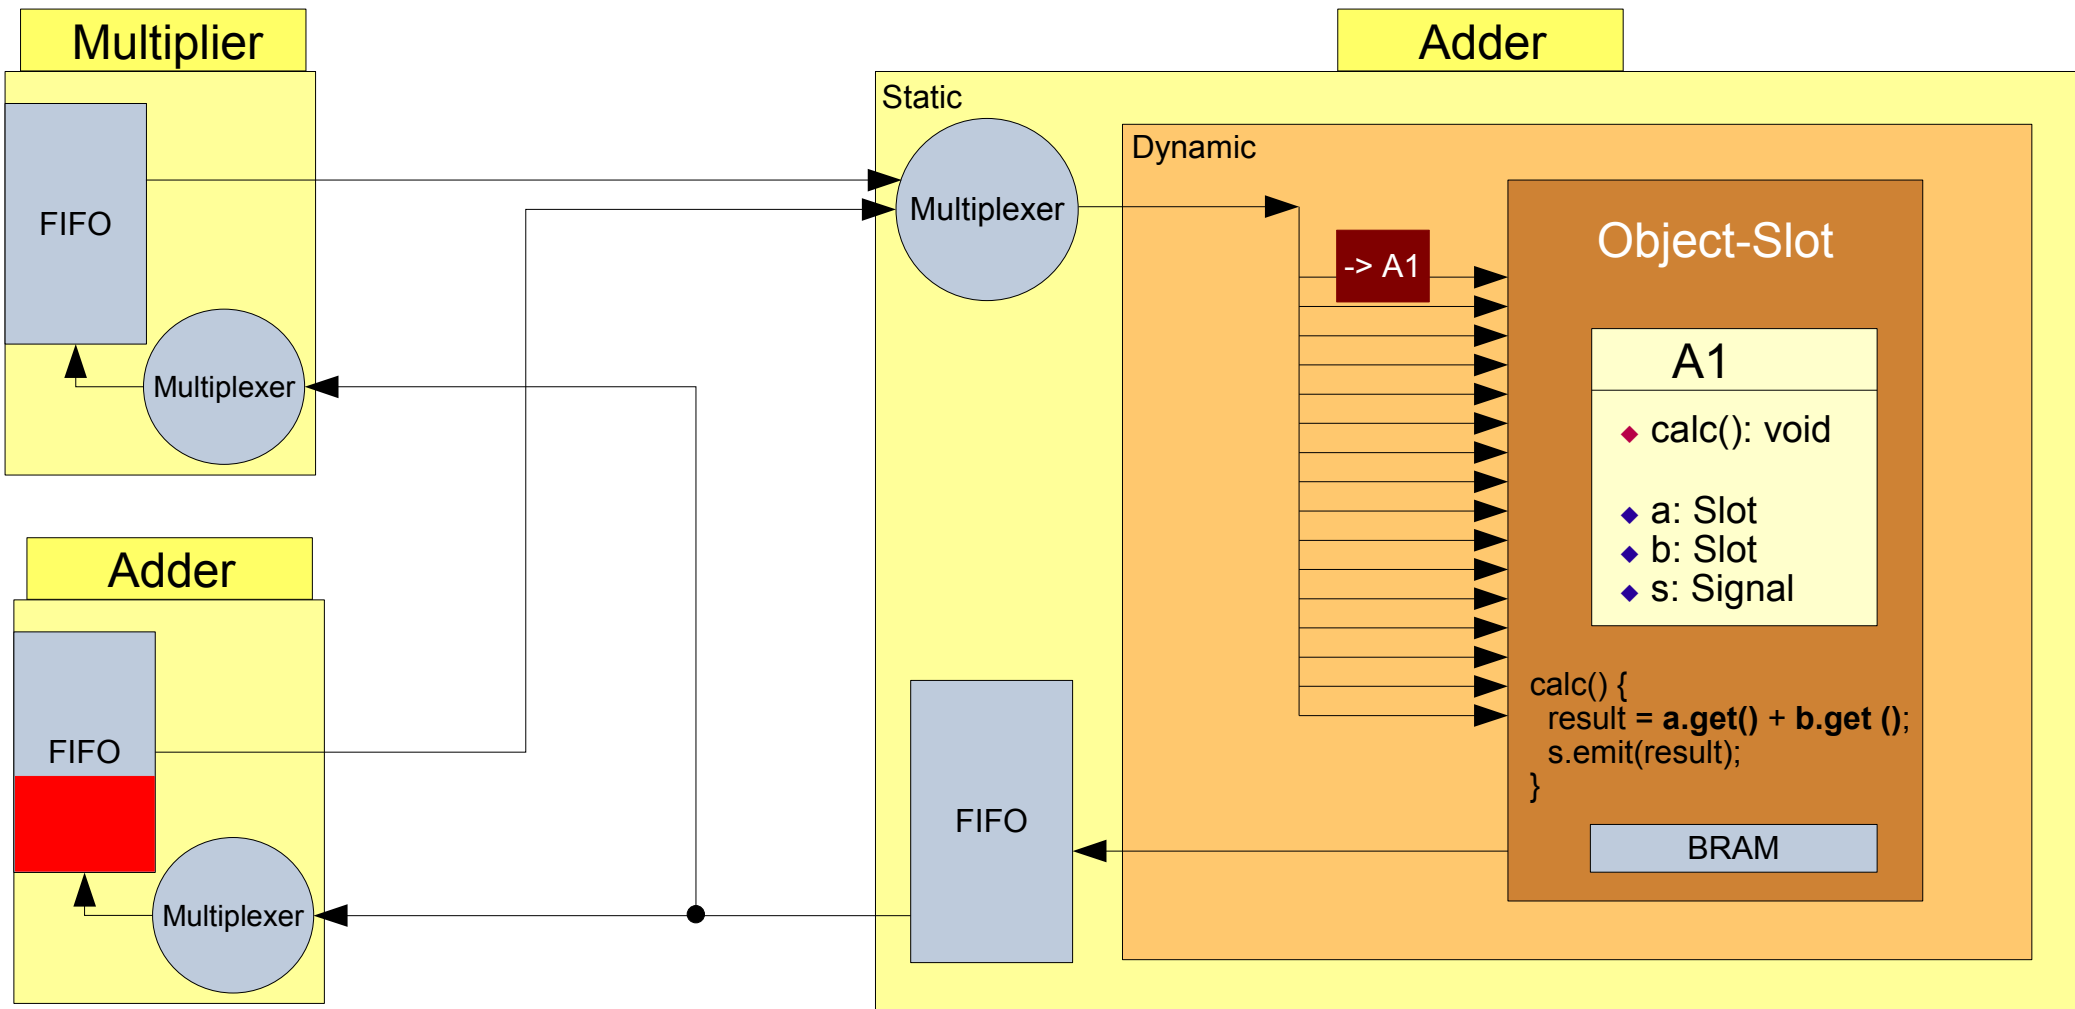 Multiplier
FIFO
Multiplexer
Adder
FIFO
Multiplexer
Adder
Static
Multiplexer
FIFO
Dynamic
-> A1
Object-Slot
A1
calc(): void
a: Slot
b: Slot
s: Signal
calc() {
result = a.get() + b.get ();
s.emit(result);
}
BRAM